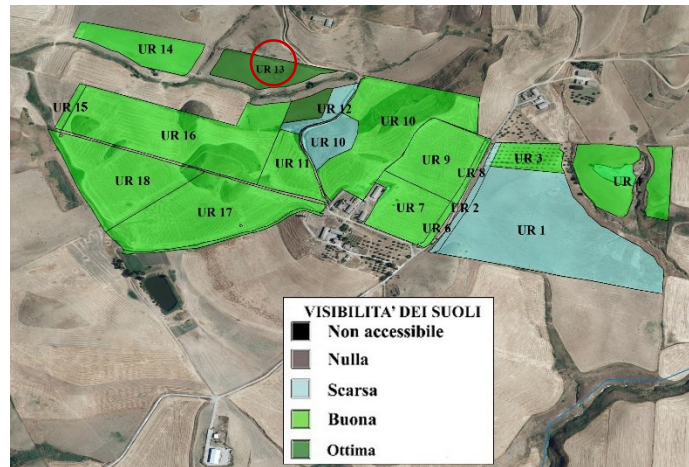 UR 14
UR 13
UR 15
UR 16
UR 12
UR 10
UR 10
UR 11
UR 9
UR 3
UR 8
UR 18
UR 17
UR 7
UR 2
UR 6
UR 1
VISIBILITA’ DEI SUOLI
Non accessibile
Nulla
Scarsa
Buona
Ottima